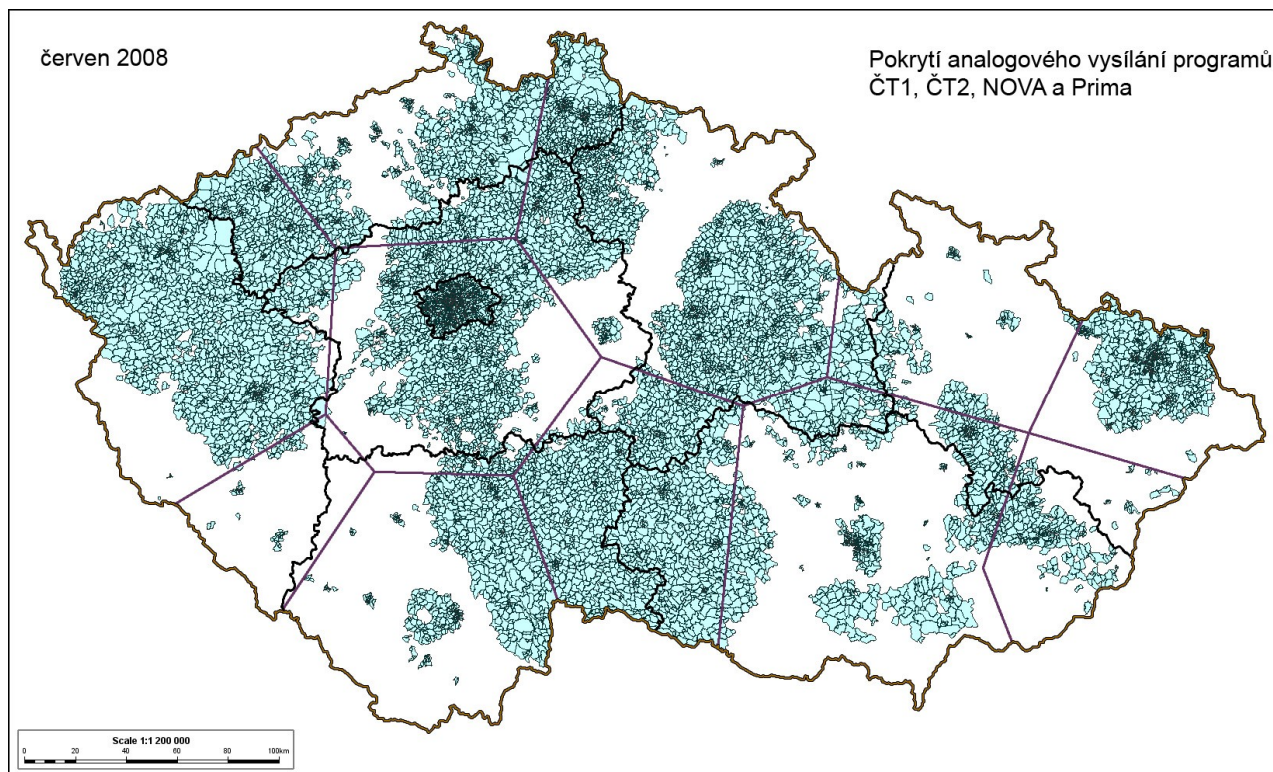 červen 2008
Pokrytí analogového vysílání programů
ČT1, ČT2, NOVA a Prima
Scale 1:1 200 000
0 20 40 60 80 100km